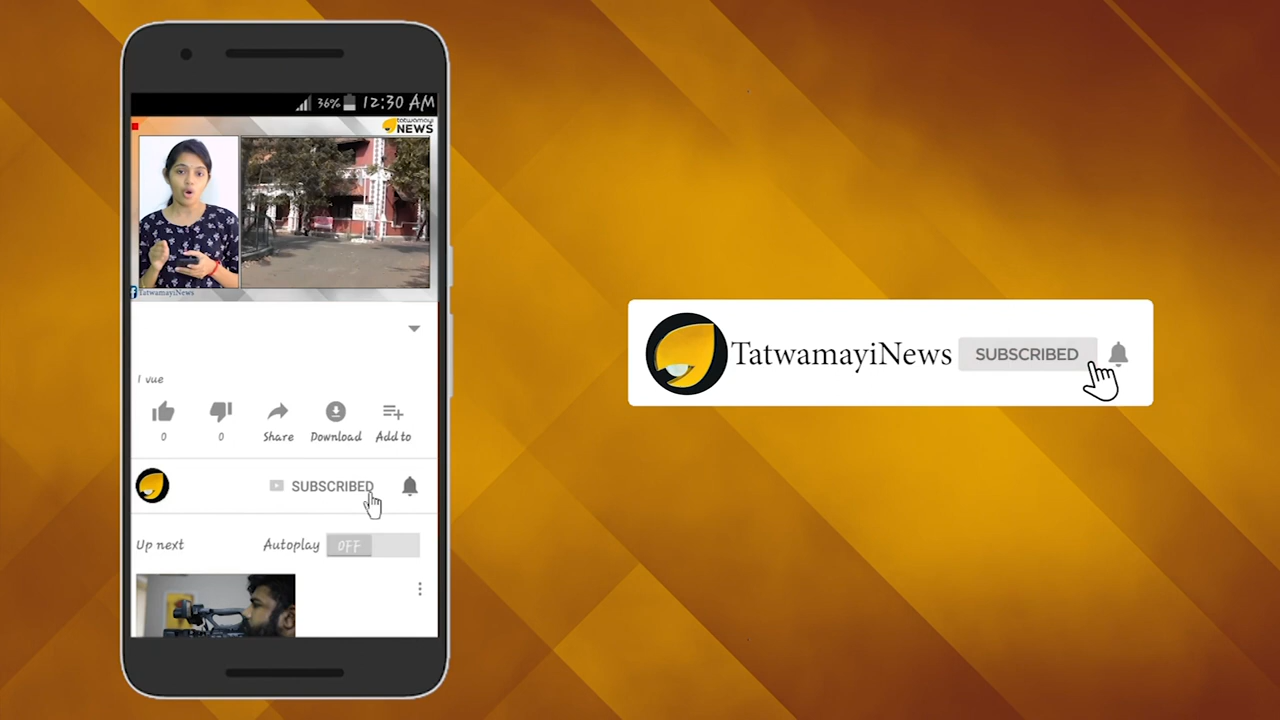 36% 12:30 AM
tatwamayi
NEWS
TatwamayiNews
1 vue
0 0 Share Download Add to
SUBSCRIBED
Up next Autoplay OFF
TatwamayiNews SUBSCRIBED